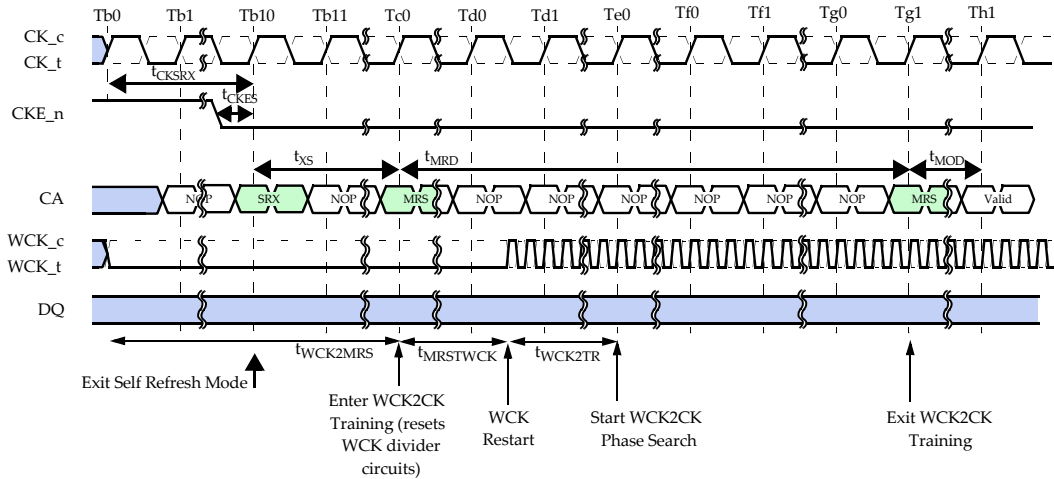 Tb0 Tb1 Tb10 Tb11 Tc0 Td0 Td1 Te0 Tf0 Tf1 Tg0 Tg1 Th1
CK_c
CK_t
tCKSRX
tCKES
CKE_n
tXS tMRD tMOD
CA NOP SRX NOP MRS NOP NOP NOP NOP NOP NOP MRS Valid
WCK_c
WCK_t
DQ
tWCK2MRS tMRSTWCK tWCK2TR
Exit Self Refresh Mode
Enter WCK2CK
Training (resets
WCK divider
circuits)
WCK
Restart
Start WCK2CK
Phase Search
Exit WCK2CK
Training